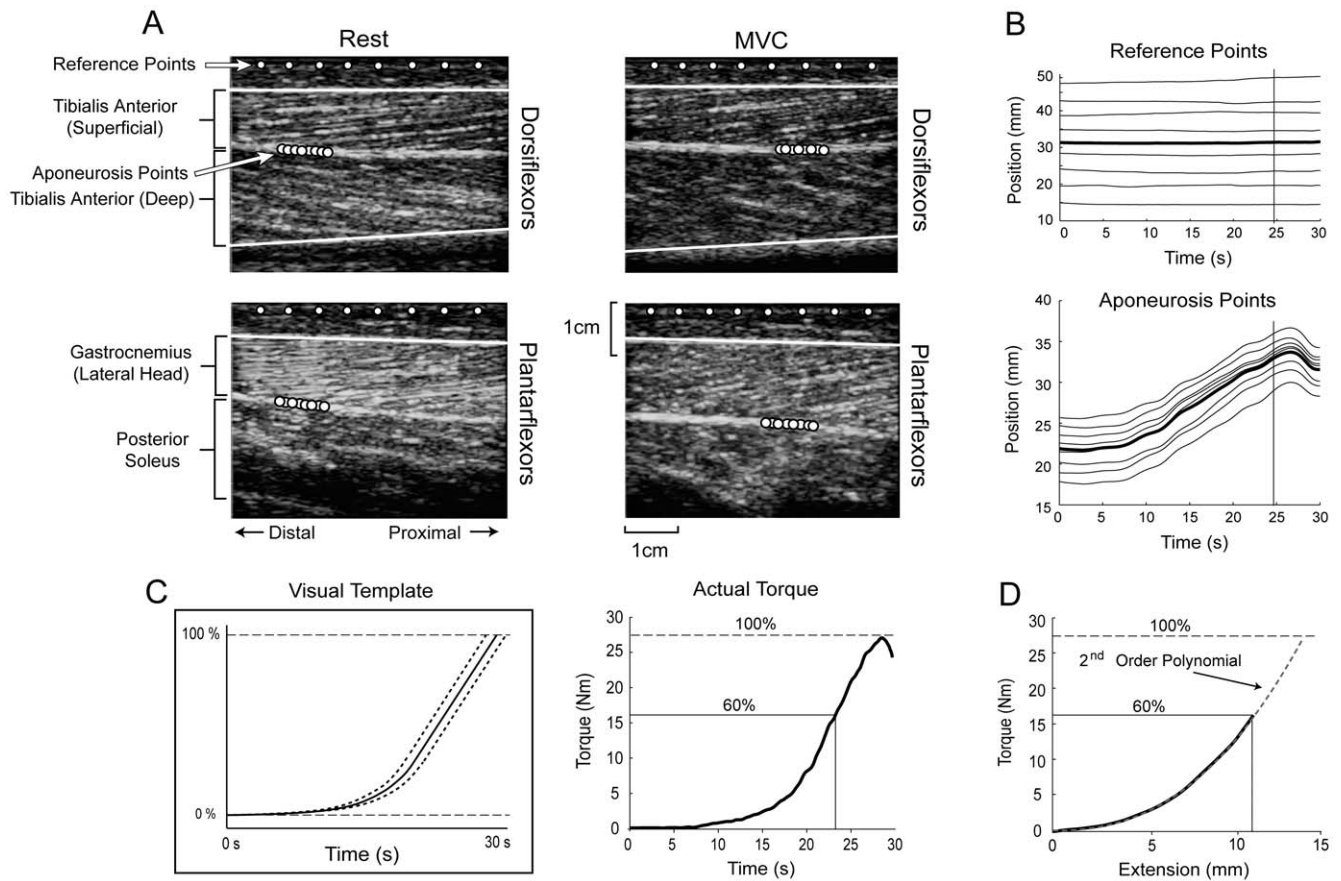 A
Rest
MVC
Reference Points
Tibialis Anterior
(Superficial)
Aponeurosis Points
Tibialis Anterior (Deep)
Dorsiflexors
Dorsiflexors
Gastrocnemius
(Lateral Head)
Posterior
Soleus
Plantarflexors
1cm
Plantarflexors
← Distal
Proximal →
1cm
B
Reference Points
Position (mm)
50
40
30
20
10
0 5 10 15 20 25 30
Time (s)
Aponeurosis Points
Position (mm)
40
35
30
25
20
15
0 5 10 15 20 25 30
Time (s)
C
Visual Template
100 %
0 %
0 s
30 s
Time (s)
Actual Torque
Torque (Nm)
30
25
20
15
10
5
0
100%
60%
0 5 10 15 20 25 30
Time (s)
D
Torque (Nm)
30
25
20
15
10
5
0
100%
2nd Order Polynomial
60%
0 5 10 15
Extension (mm)